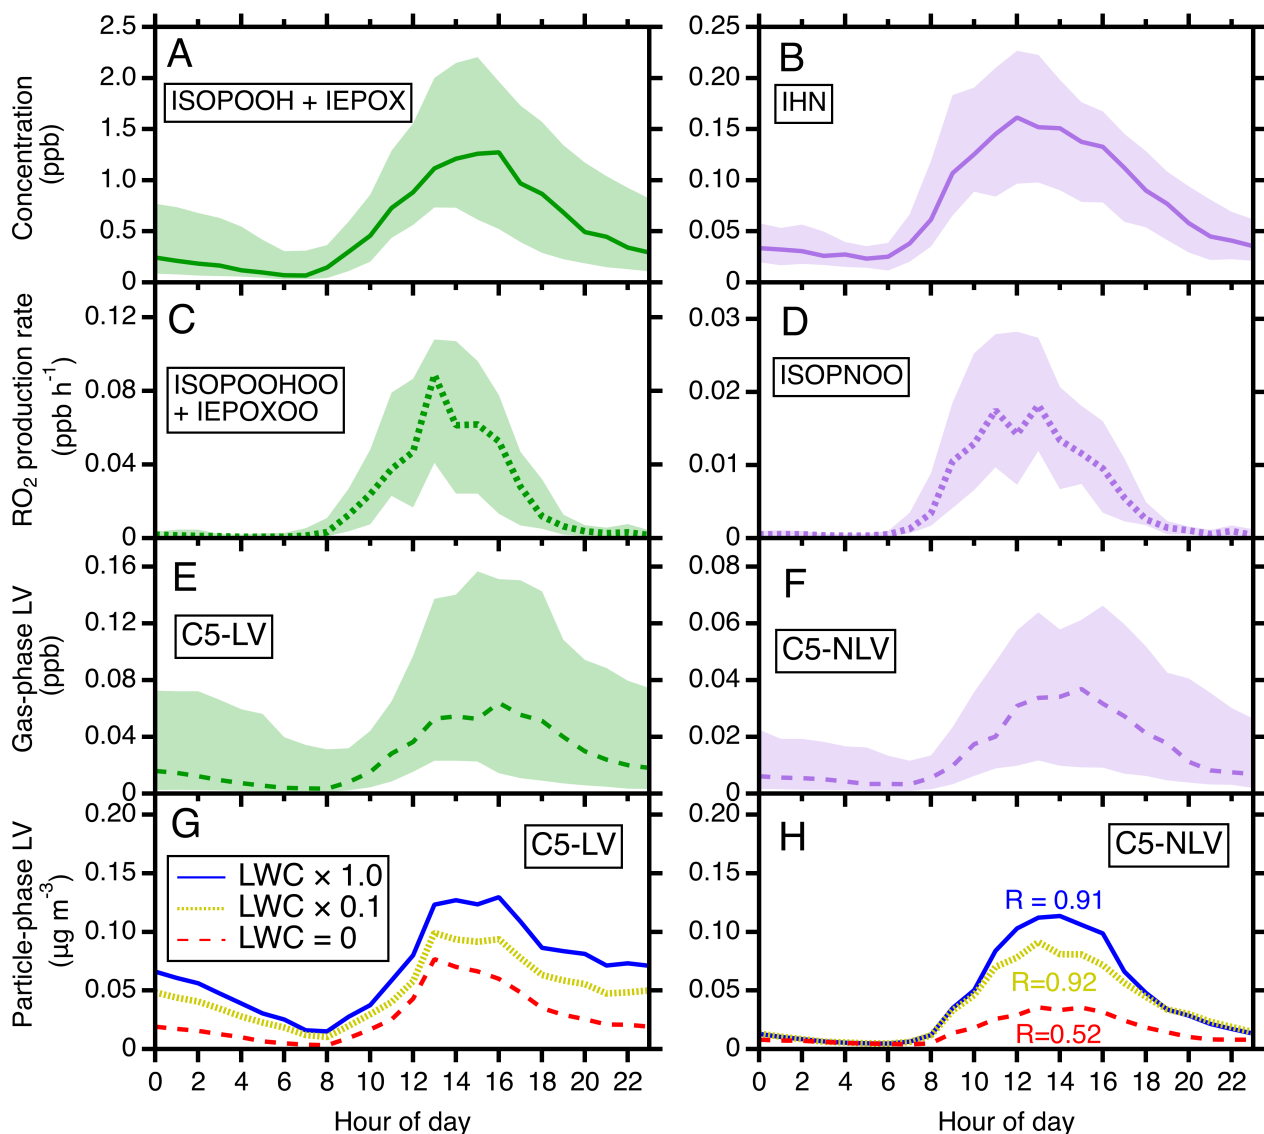 A
ISOPOOH + IEPOX
Concentration
(ppb)
2.5
2.0
1.5
1.0
0.5
0
B
IHN
0.25
0.20
0.15
0.10
0.05
0
C
ISOPOOHOO
+ IEPOXOO
RO2 production rate
(ppb h-1)
0.12
0.08
0.04
0
D
ISOPNOO
0.03
0.02
0.01
0
E
C5-LV
Gas-phase LV
(ppb)
0.16
0.12
0.08
0.04
0
F
C5-NLV
0.08
0.06
0.04
0.02
0
G
C5-LV
LWC × 1.0
LWC × 0.1
LWC = 0
Particle-phase LV
(µg m-3)
0.20
0.15
0.10
0.05
0
0 2 4 6 8 10 12 14 16 18 20 22
Hour of day
H
C5-NLV
R = 0.91
R=0.92
R=0.52
0.20
0.15
0.10
0.05
0
0 2 4 6 8 10 12 14 16 18 20 22
Hour of day